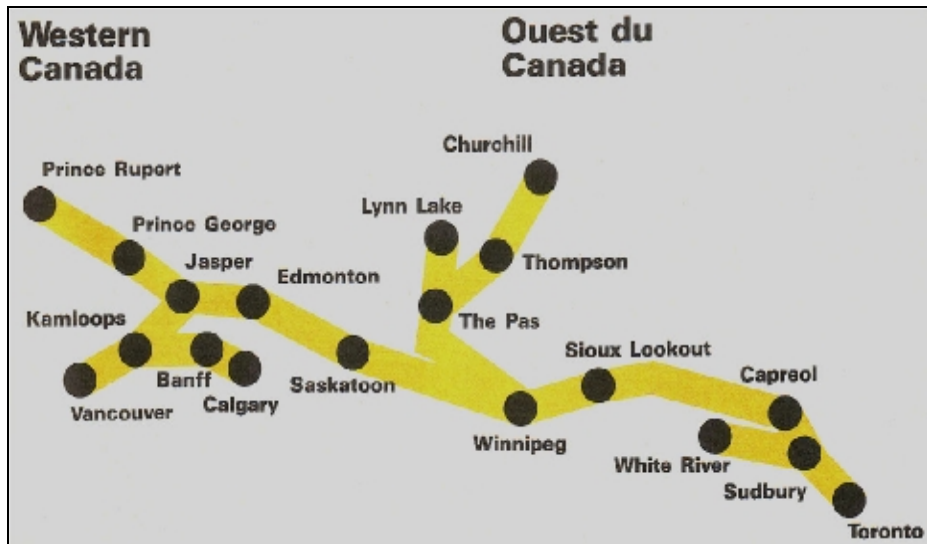 Western
Canada
Ouest du
Canada
Churchill
Prince Rupert
Lynn Lake
Prince George
Thompson
Jasper
Edmonton
Kamloops
The Pas
Sioux Lookout
Capreol
Banff
Saskatoon
Vancouver
Calgary
Winnipeg
White River
Sudbury
Toronto